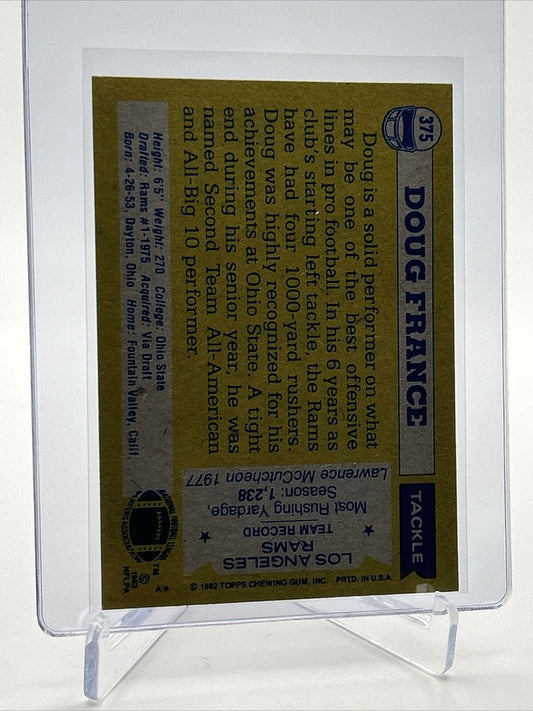 375
DOUG FRANCE
TACKLE
Doug is a solid performer on what
may be one of the best offensive
lines in pro football. In his 6 years as
club's starting left tackle, the Rams
have had four 1000-yard rushers.
Doug was highly recognized for his
achievements at Ohio State. A tight
end during his senior year, he was
named Second Team All-American
and All-Big 10 performer.
LOS ANGELES
RAMS
TEAM RECORD
Most Rushing Yardage,
Season: 1,238
Lawrence McCutcheon 1977
Height: 6'5" Weight: 270 College: Ohio State
Drafted: Rams #1-1975 Acquired: Via Draft
Born: 4-26-53, Dayton, Ohio Home: Fountain Valley, Calif.
TM
© 1982
NFLPA
A*
© 1982 TOPPS CHEWING GUM, INC. PRTD. IN U.S.A.